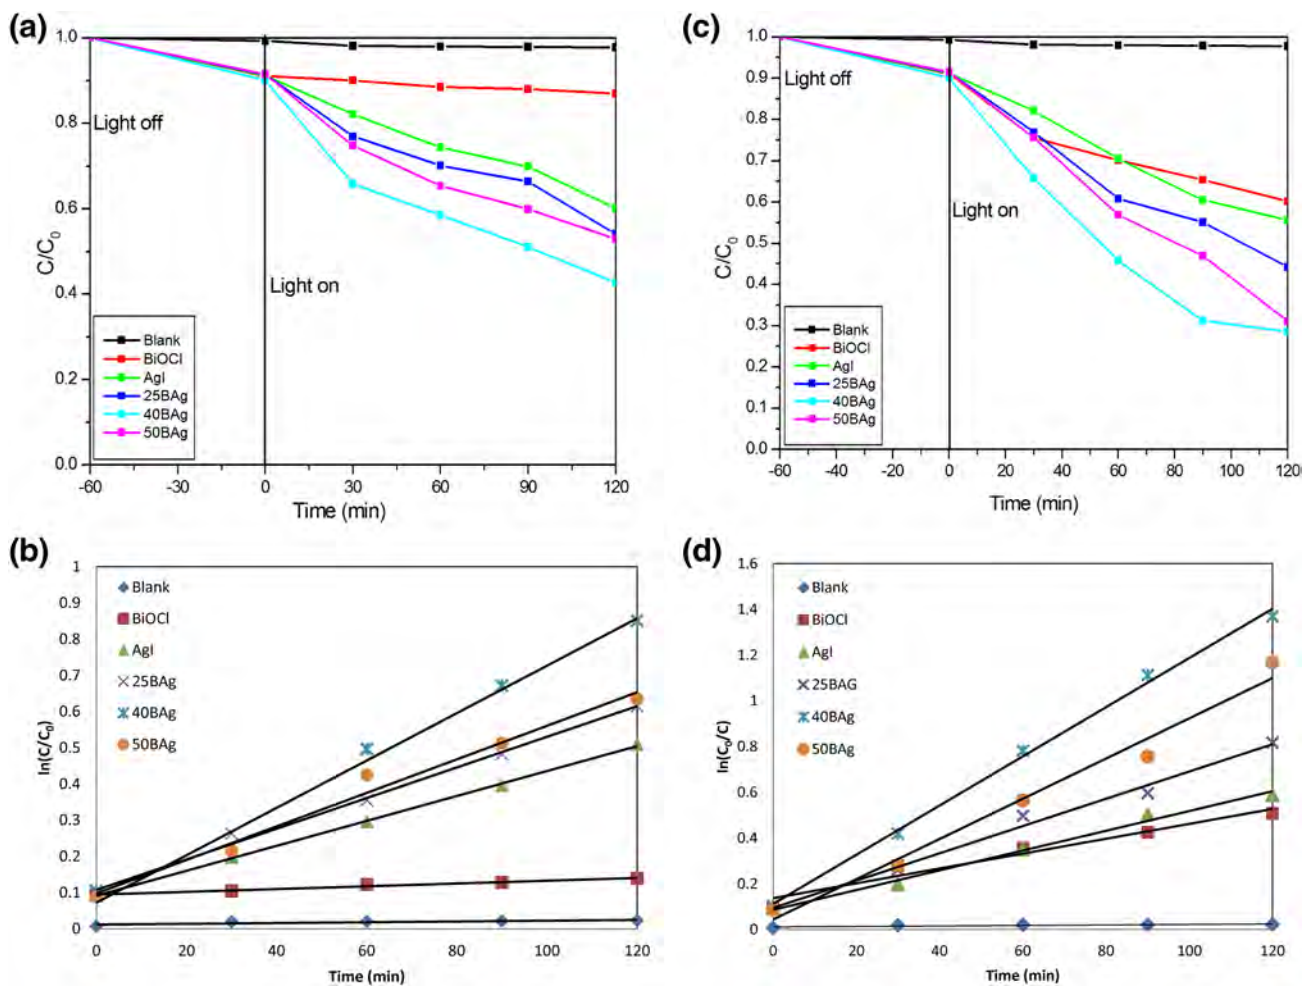 (a)
1.0
0.8
0.6
0.4
0.2
0.0
C/C0
Light off
Light on
Blank
BiOCl
AgI
25BAg
40BAg
50BAg
-60 -30 0 30 60 90 120
Time (min)
(c)
1.0
0.9
0.8
0.7
0.6
0.5
0.4
0.3
0.2
0.1
0.0
C/C0
Light off
Light on
Blank
BiOCl
AgI
25BAg
40BAg
50BAg
-60 -40 -20 0 20 40 60 80 100 120
Time (min)
(b)
1
0.9
0.8
0.7
0.6
0.5
0.4
0.3
0.2
0.1
0
ln(C/C0)
Blank
BiOCl
AgI
25BAg
40BAg
50BAg
0 20 40 60 80 100 120
Time (min)
(d)
1.6
1.4
1.2
1
0.8
0.6
0.4
0.2
0
ln(C0/C)
Blank
BiOCl
AgI
25BAG
40BAg
50BAg
0 20 40 60 80 100 120
Time (min)